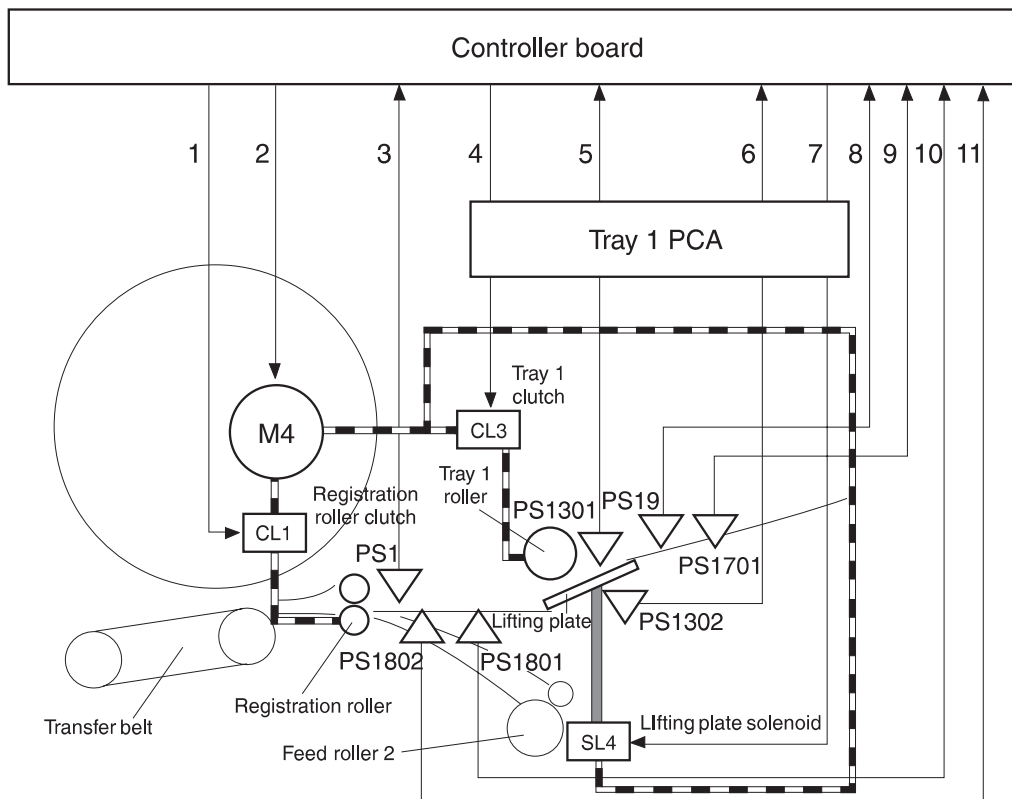 Controller board
1
2
3
4
5
6
7
8
9
10
11
Tray 1 PCA
Tray 1
clutch
M4
CL3
Tray 1
roller
Registration
roller clutch
PS1301
PS19
CL1
PS1
PS1701
Lifting plate
PS1302
PS1802
PS1801
Registration roller
Transfer belt
Feed roller 2
SL4
LIfting plate solenoid